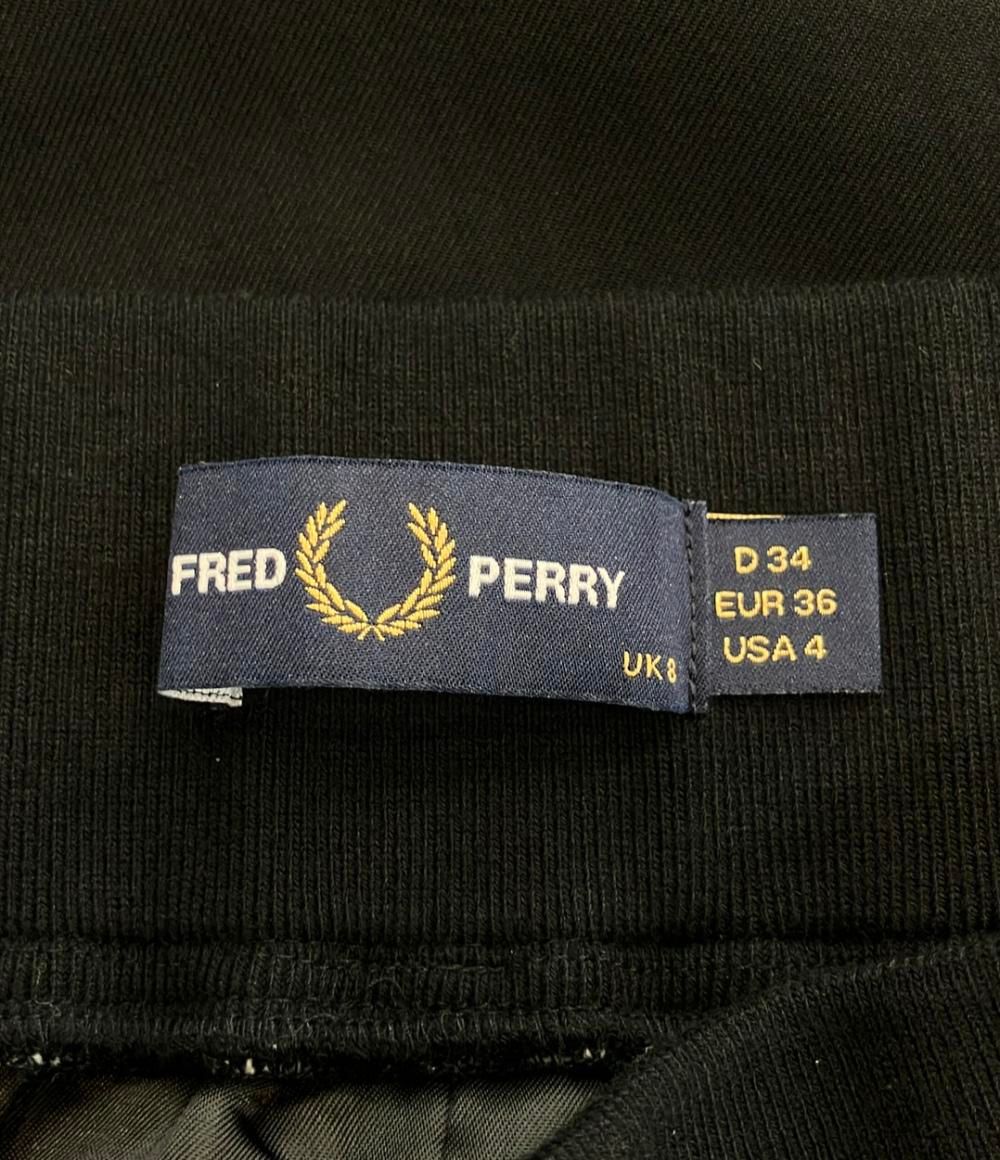 FRED PERRY
UK 8
D 34
EUR 36
USA 4